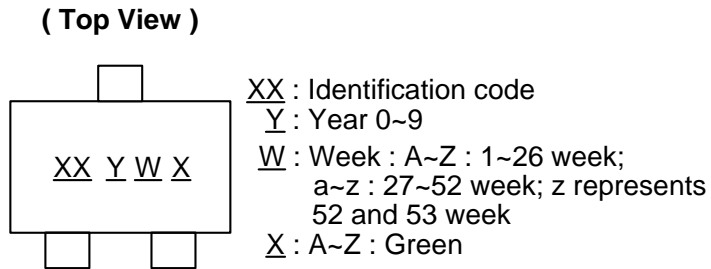 ( Top View )
XX Y W X
XX : Identification code
Y : Year 0~9
W : Week : A~Z : 1~26 week;
a~z : 27~52 week; z represents
52 and 53 week
X : A~Z : Green